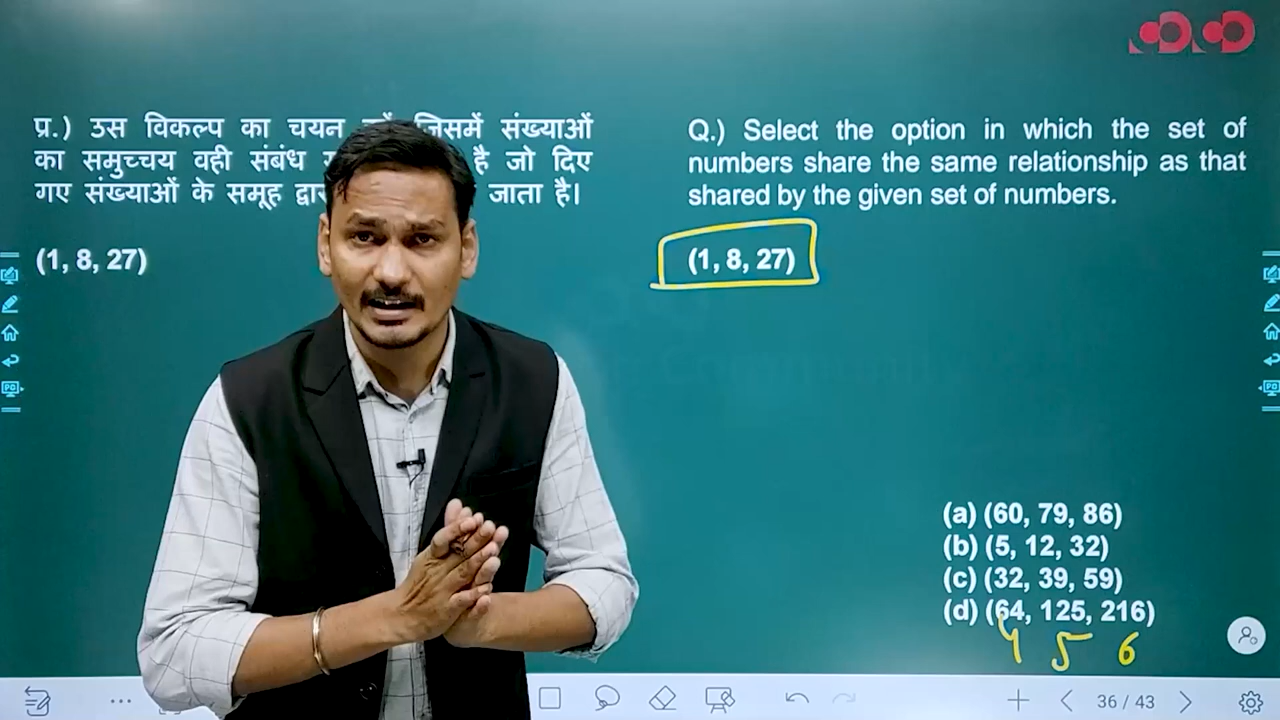 प्र.) उस विकल्प का चयन जिसमें संख्याओं
का समुच्चय वही संबंध है जो दिए
गए संख्याओं के समूह जाता है।
(1, 8, 27)
Q.) Select the option in which the set of
numbers share the same relationship as that
shared by the given set of numbers.
(1, 8, 27)
(a) (60, 79, 86)
(b) (5, 12, 32)
(c) (32, 39, 59)
(d) (64, 125, 216)
4 5 6
36 / 43